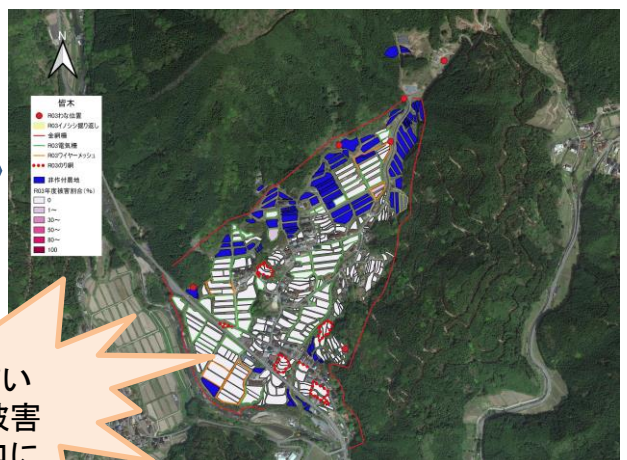 N
皆木
R03わな位置
R03イノシシ掘り返し
金網柵
R03電気柵
R03ワイヤーメッシュ
R03のり網
非作付農地
R03年度被害割合(%)
0
1～
30～
50～
80～
100
い
被害